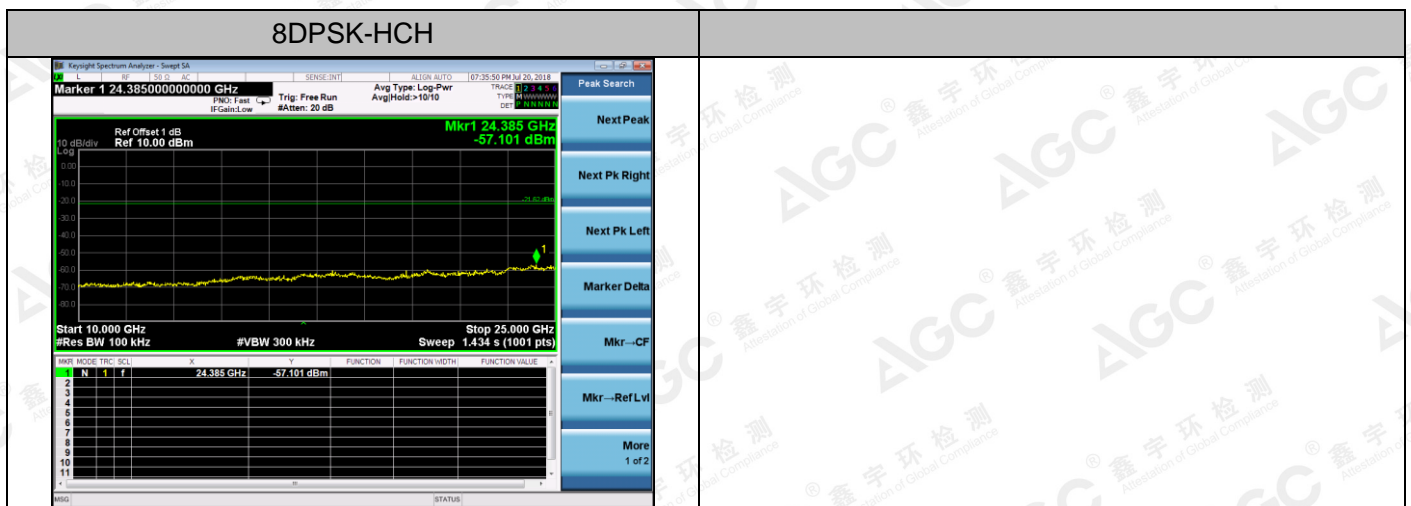 8DPSK-HCH
Keysight Spectrum Analyzer - Swept SA
L RF 50 Ω AC SENSE:INT ALIGN AUTO 07:35:50 PM Jul 20, 2018
Marker 1 24.385000000000 GHz
PNO: Fast
IFGain:Low
Trig: Free Run
#Atten: 20 dB
Avg Type: Log-Pwr
Avg|Hold:>10/10
TRACE 1 2 3 4 5 6
TYPE M W W W W W
DET P N N N N N
Peak Search
Mkr1 24.385 GHz
-57.101 dBm
Ref Offset 1 dB
10 dB/div Ref 10.00 dBm
Log
0.00
-10.0
-20.0
-21.62 dBm
-30.0
-40.0
-50.0
1
-60.0
-70.0
-80.0
Start 10.000 GHz Stop 25.000 GHz
#Res BW 100 kHz #VBW 300 kHz Sweep 1.434 s (1001 pts)
MKR MODE TRC SCL X Y FUNCTION FUNCTION WIDTH FUNCTION VALUE
1 N 1 f 24.385 GHz -57.101 dBm
2
3
4
5
6
7
8
9
10
11
MSG STATUS
Next Peak
Next Pk Right
Next Pk Left
Marker Delta
Mkr→CF
Mkr→Ref Lvl
More
1 of 2
AGC
® 鑫宇环检测
Attestation of Global Compliance